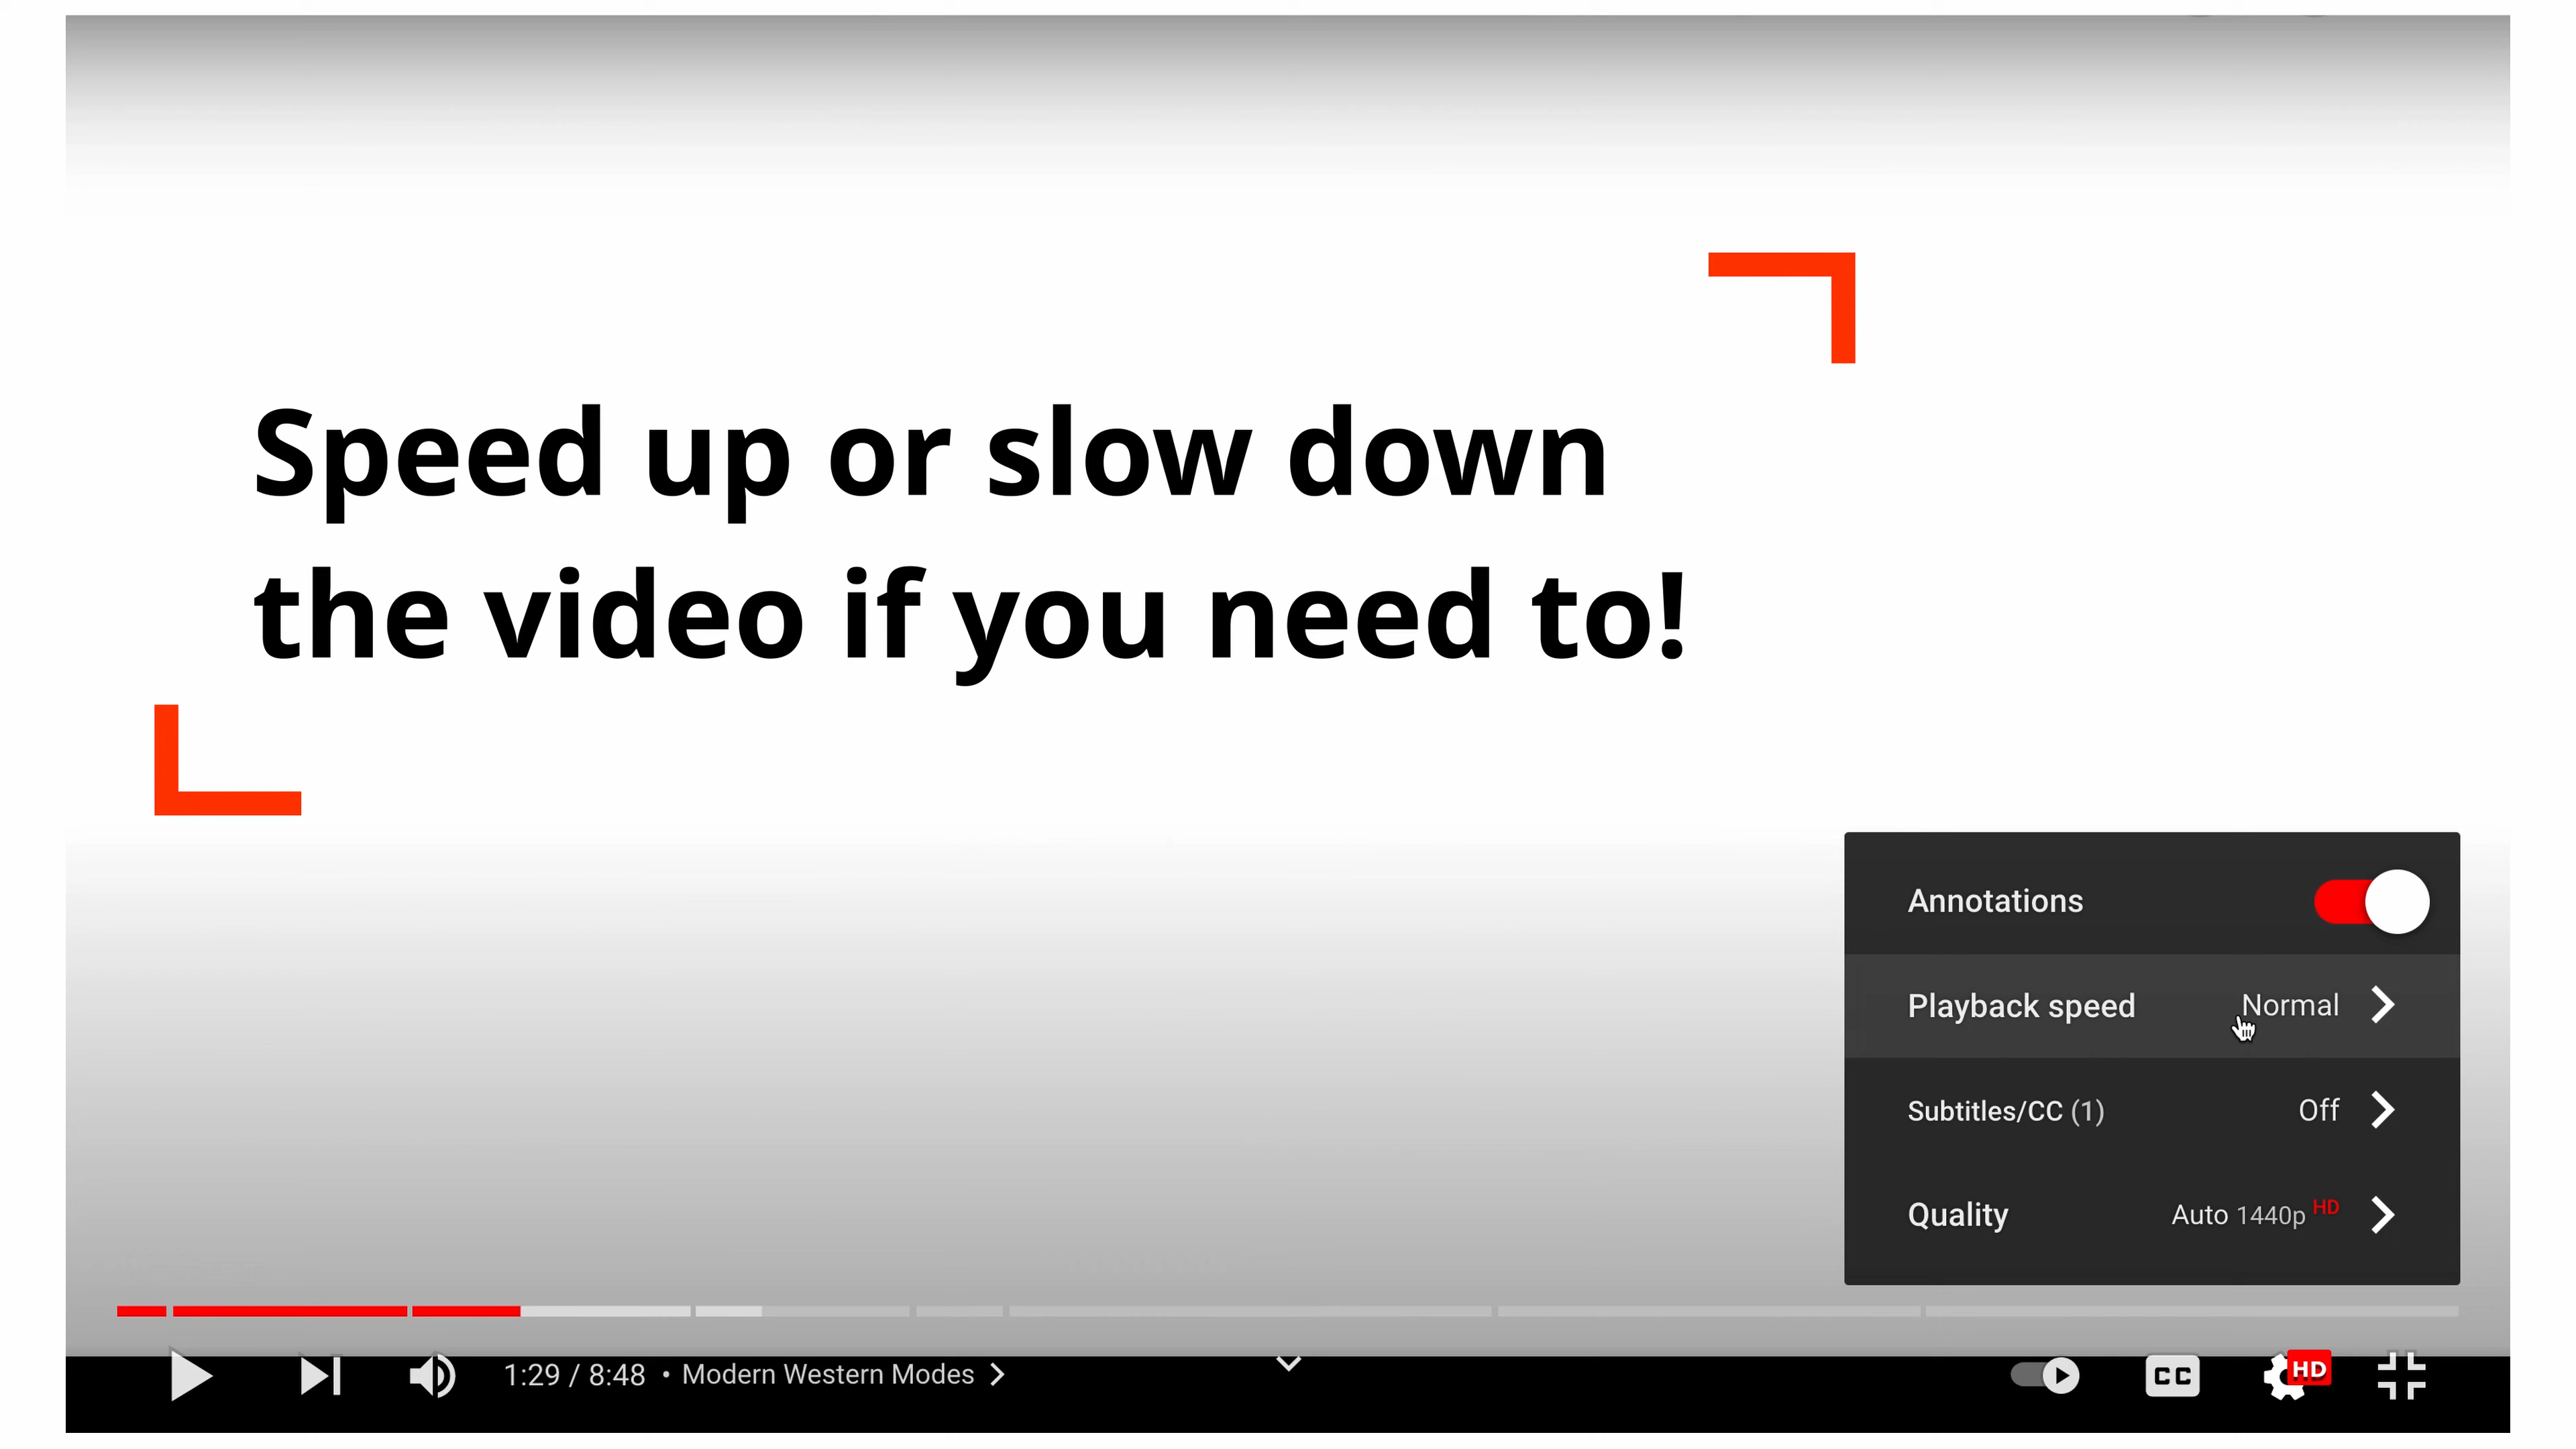 Speed up or slow down
the video if you need to!
Annotations
Playback speed Normal
Subtitles/CC (1) Off
Quality Auto 1440p HD
1:29 / 8:48 • Modern Western Modes
CC
HD